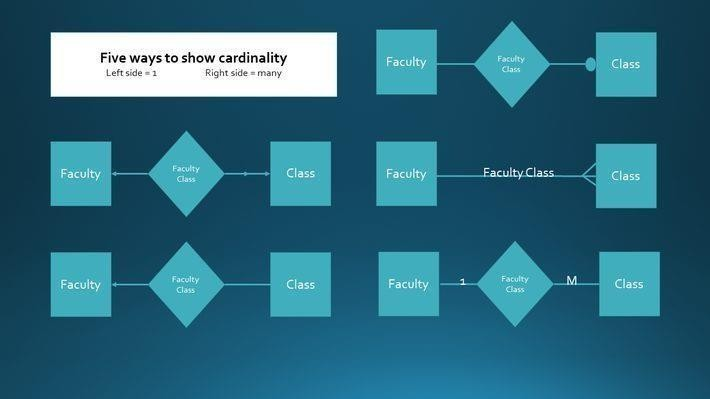 Five ways to show cardinality
Left side = 1 Right side = many
Faculty
Faculty
Class
Class
Faculty
Faculty
Class
Class
Faculty
Faculty Class
Class
Faculty
Faculty
Class
Class
Faculty
1
Faculty
Class
M
Class